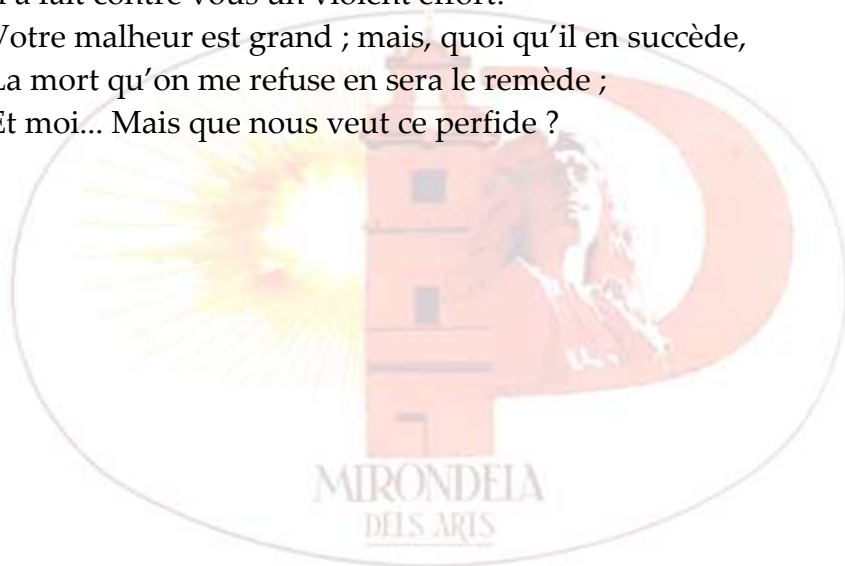 fait contre vous un violent effort.
Votre malheur est grand ; mais, quoi qu’il en succède,
La mort qu’on me refuse en sera le remède ;
Et moi... Mais que nous veut ce perfide ?
MIRONDELA
DELS ARTS